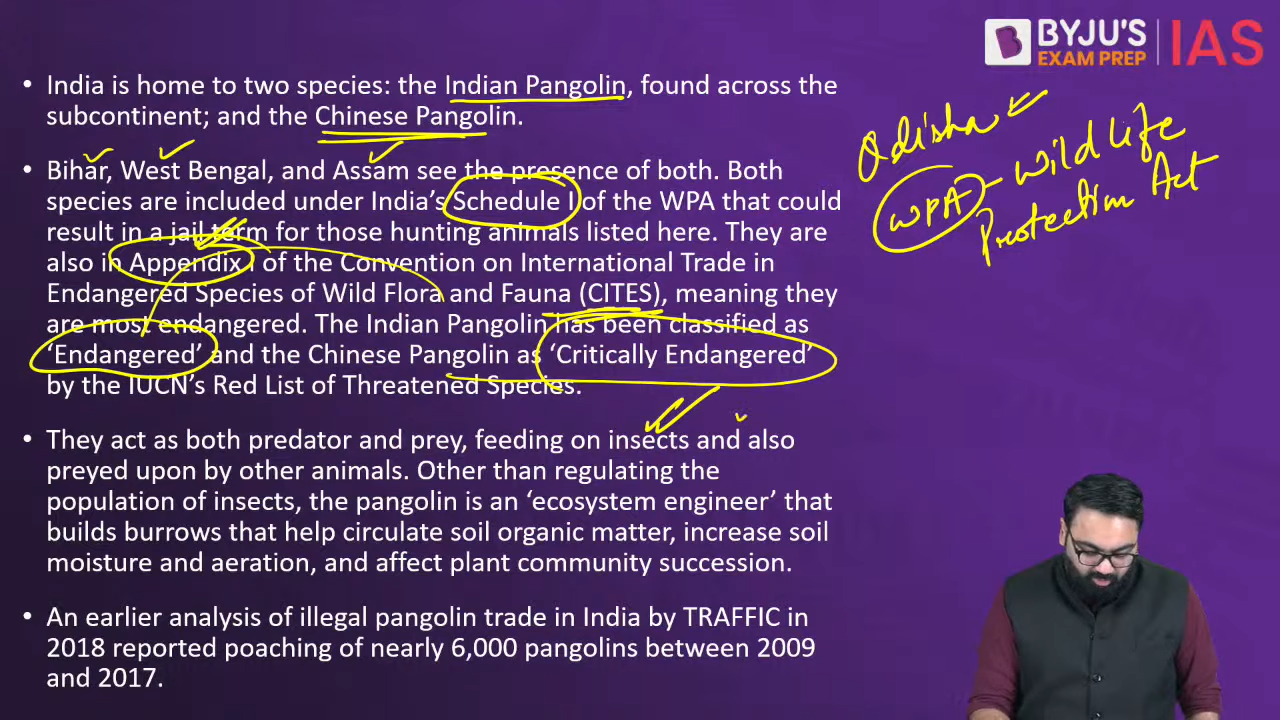 BYJU'S
EXAM PREP
IAS
• India is home to two species: the Indian Pangolin, found across the
subcontinent; and the Chinese Pangolin.
• Bihar, West Bengal, and Assam see the presence of both. Both
species are included under India's Schedule I of the WPA that could
result in a jail term for those hunting animals listed here. They are
also in Appendix I of the Convention on International Trade in
Endangered Species of Wild Flora and Fauna (CITES), meaning they
are most endangered. The Indian Pangolin has been classified as
'Endangered' and the Chinese Pangolin as 'Critically Endangered'
by the IUCN's Red List of Threatened Species.
• They act as both predator and prey, feeding on insects and also
preyed upon by other animals. Other than regulating the
population of insects, the pangolin is an 'ecosystem engineer' that
builds burrows that help circulate soil organic matter, increase soil
moisture and aeration, and affect plant community succession.
• An earlier analysis of illegal pangolin trade in India by TRAFFIC in
2018 reported poaching of nearly 6,000 pangolins between 2009
and 2017.
Odisha
WPA - Wild Life
Protection Act